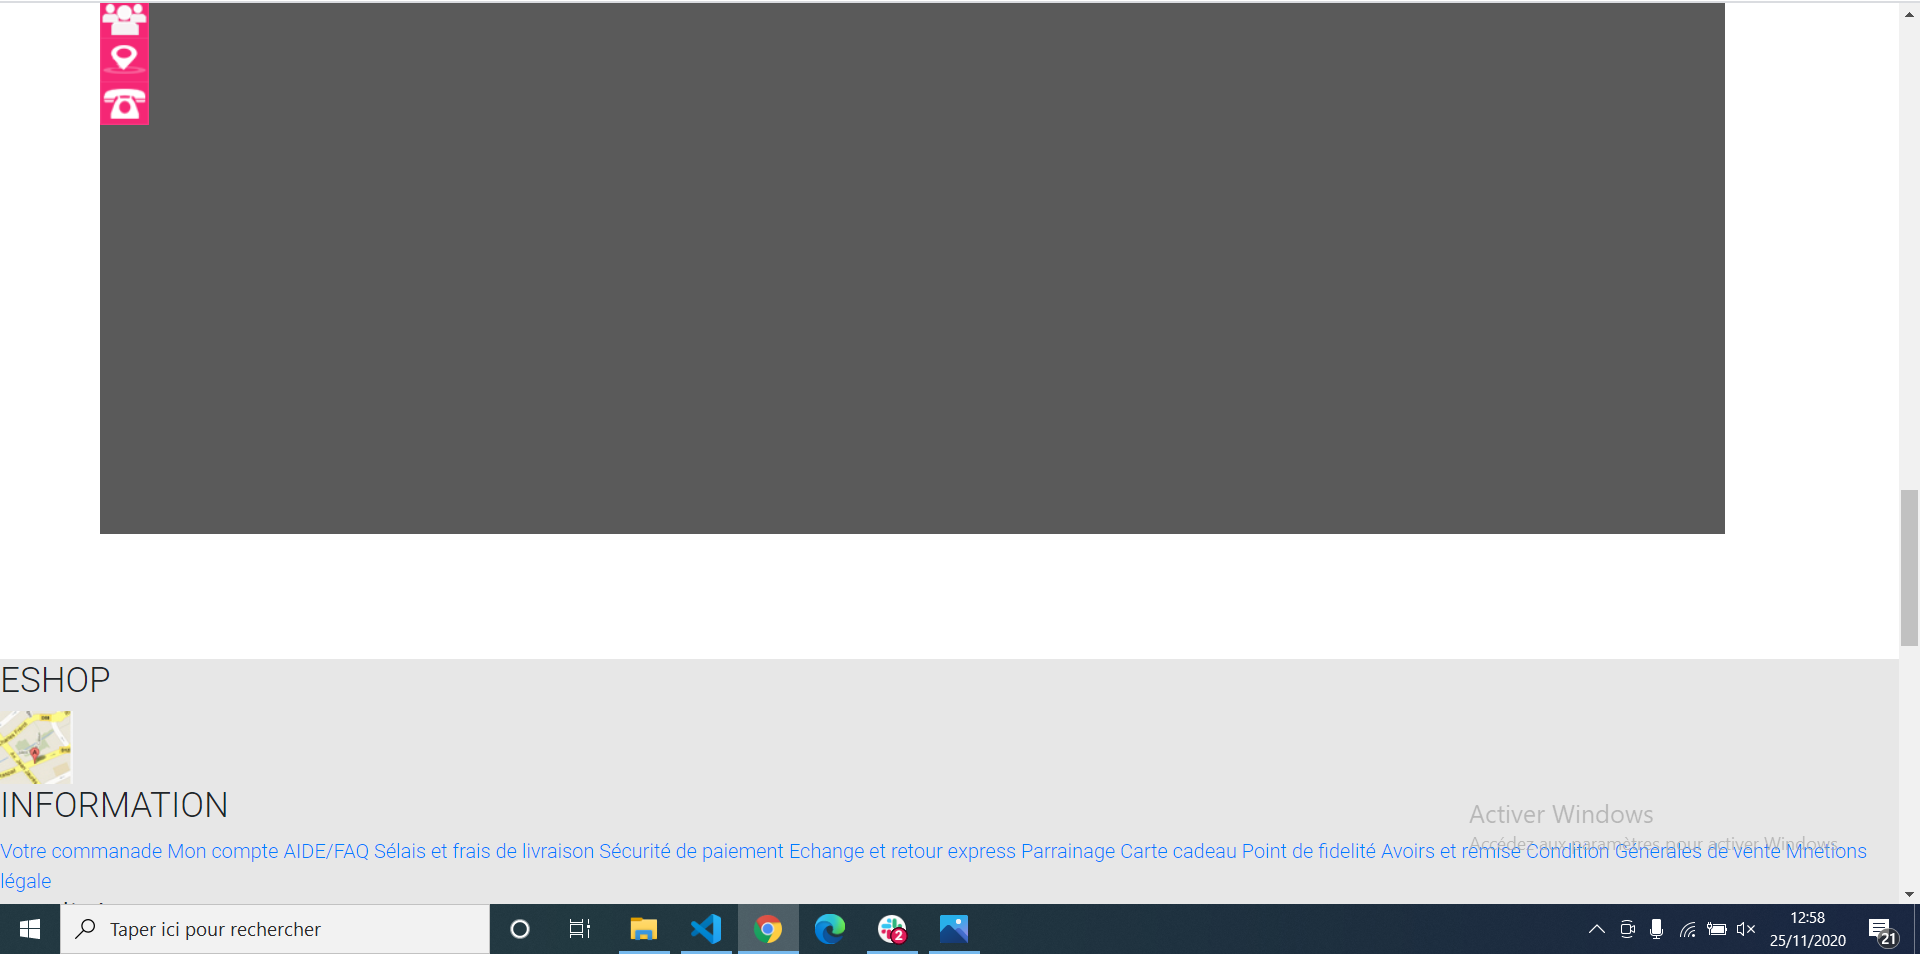 ESHOP
INFORMATION
Activer Windows
Accédez aux paramètres pour activer Windows.
Votre commanade Mon compte AIDE/FAQ Sélais et frais de livraison Sécurité de paiement Echange et retour express Parrainage Carte cadeau Point de fidelité Avoirs et remise Condition Génerales de vente Mnetions
légale
Taper ici pour rechercher
2
12:58
25/11/2020
21